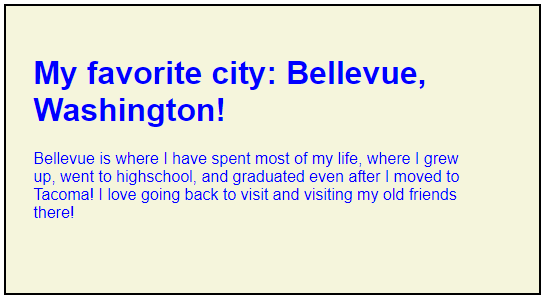 My favorite city: Bellevue,
Washington!
Bellevue is where I have spent most of my life, where I grew
up, went to highschool, and graduated even after I moved to
Tacoma! I love going back to visit and visiting my old friends
there!